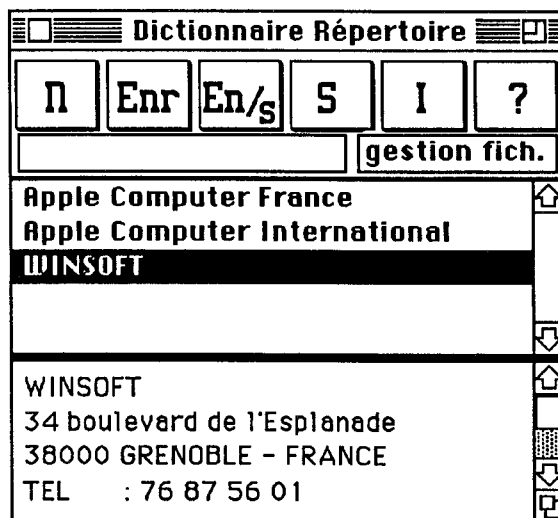 Dictionnaire Répertoire
N Enr En/s S I ?
gestion fich.
Apple Computer France
Apple Computer International
WINSOFT
WINSOFT
34 boulevard de l'Esplanade
38000 GRENOBLE - FRANCE
TEL : 76 87 56 01